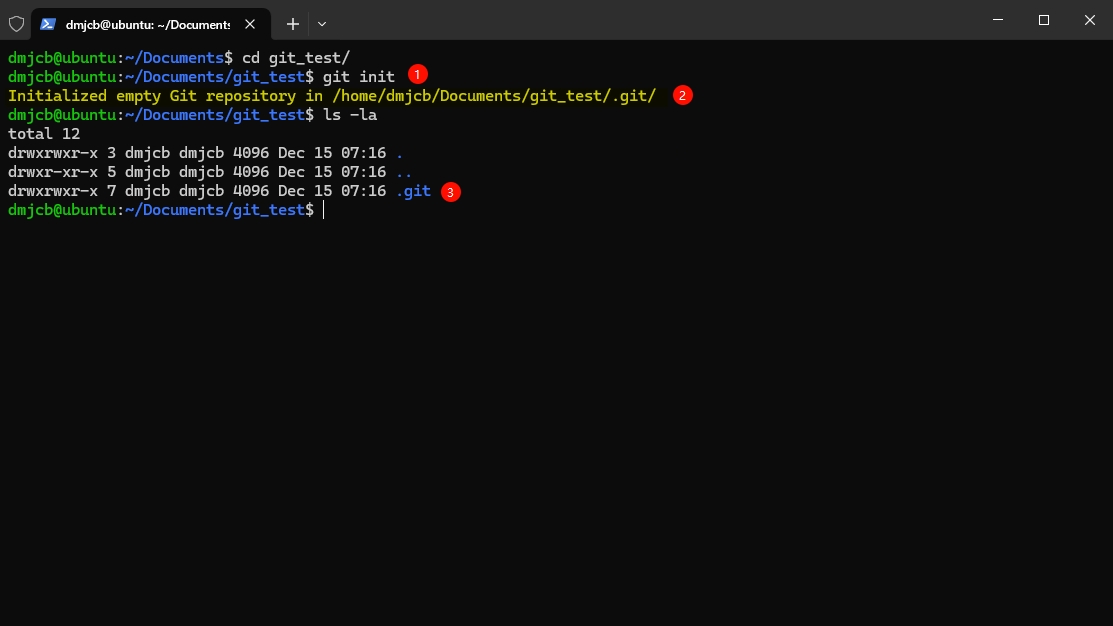 dmjcb@ubuntu: ~/Documents
dmjcb@ubuntu:~/Documents$ cd git_test/
dmjcb@ubuntu:~/Documents/git_test$ git init 1
Initialized empty Git repository in /home/dmjcb/Documents/git_test/.git/ 2
dmjcb@ubuntu:~/Documents/git_test$ ls -la
total 12
drwxrwxr-x 3 dmjcb dmjcb 4096 Dec 15 07:16 .
drwxr-xr-x 5 dmjcb dmjcb 4096 Dec 15 07:16 ..
drwxrwxr-x 7 dmjcb dmjcb 4096 Dec 15 07:16 .git 3
dmjcb@ubuntu:~/Documents/git_test$